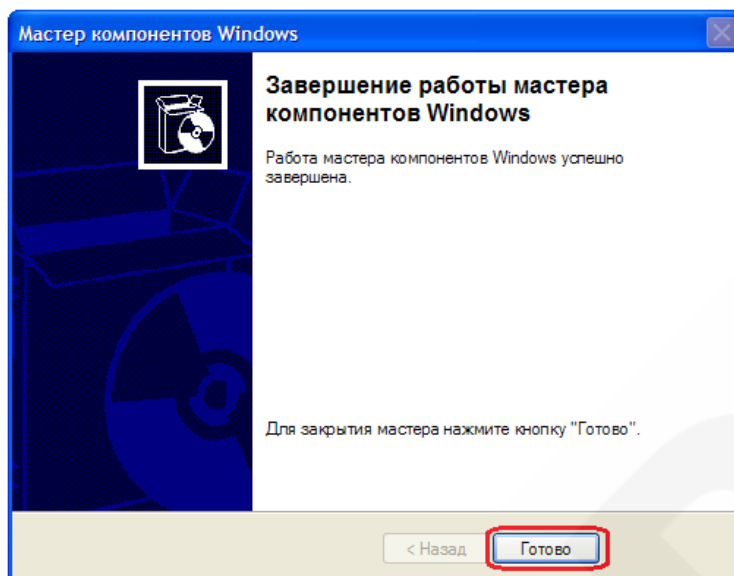 Мастер компонентов Windows
Завершение работы мастера
компонентов Windows
Работа мастера компонентов Windows успешно
завершена.
Для закрытия мастера нажмите кнопку "Готово".
< Назад
Готово